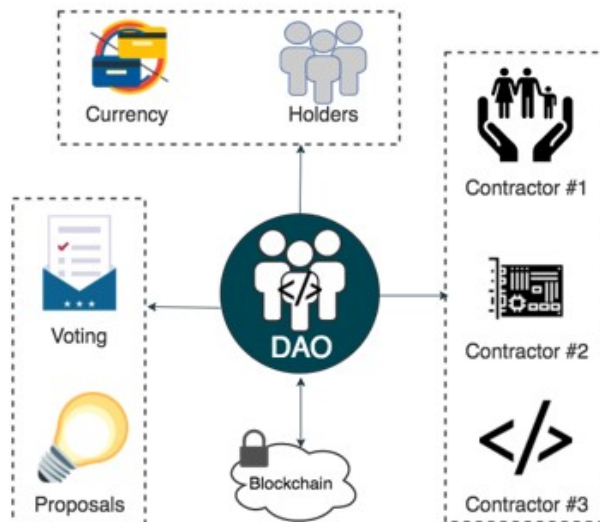 Currency
Holders
Contractor #1
Voting
</>
DAO
Contractor #2
Proposals
Blockchain
</>
Contractor #3